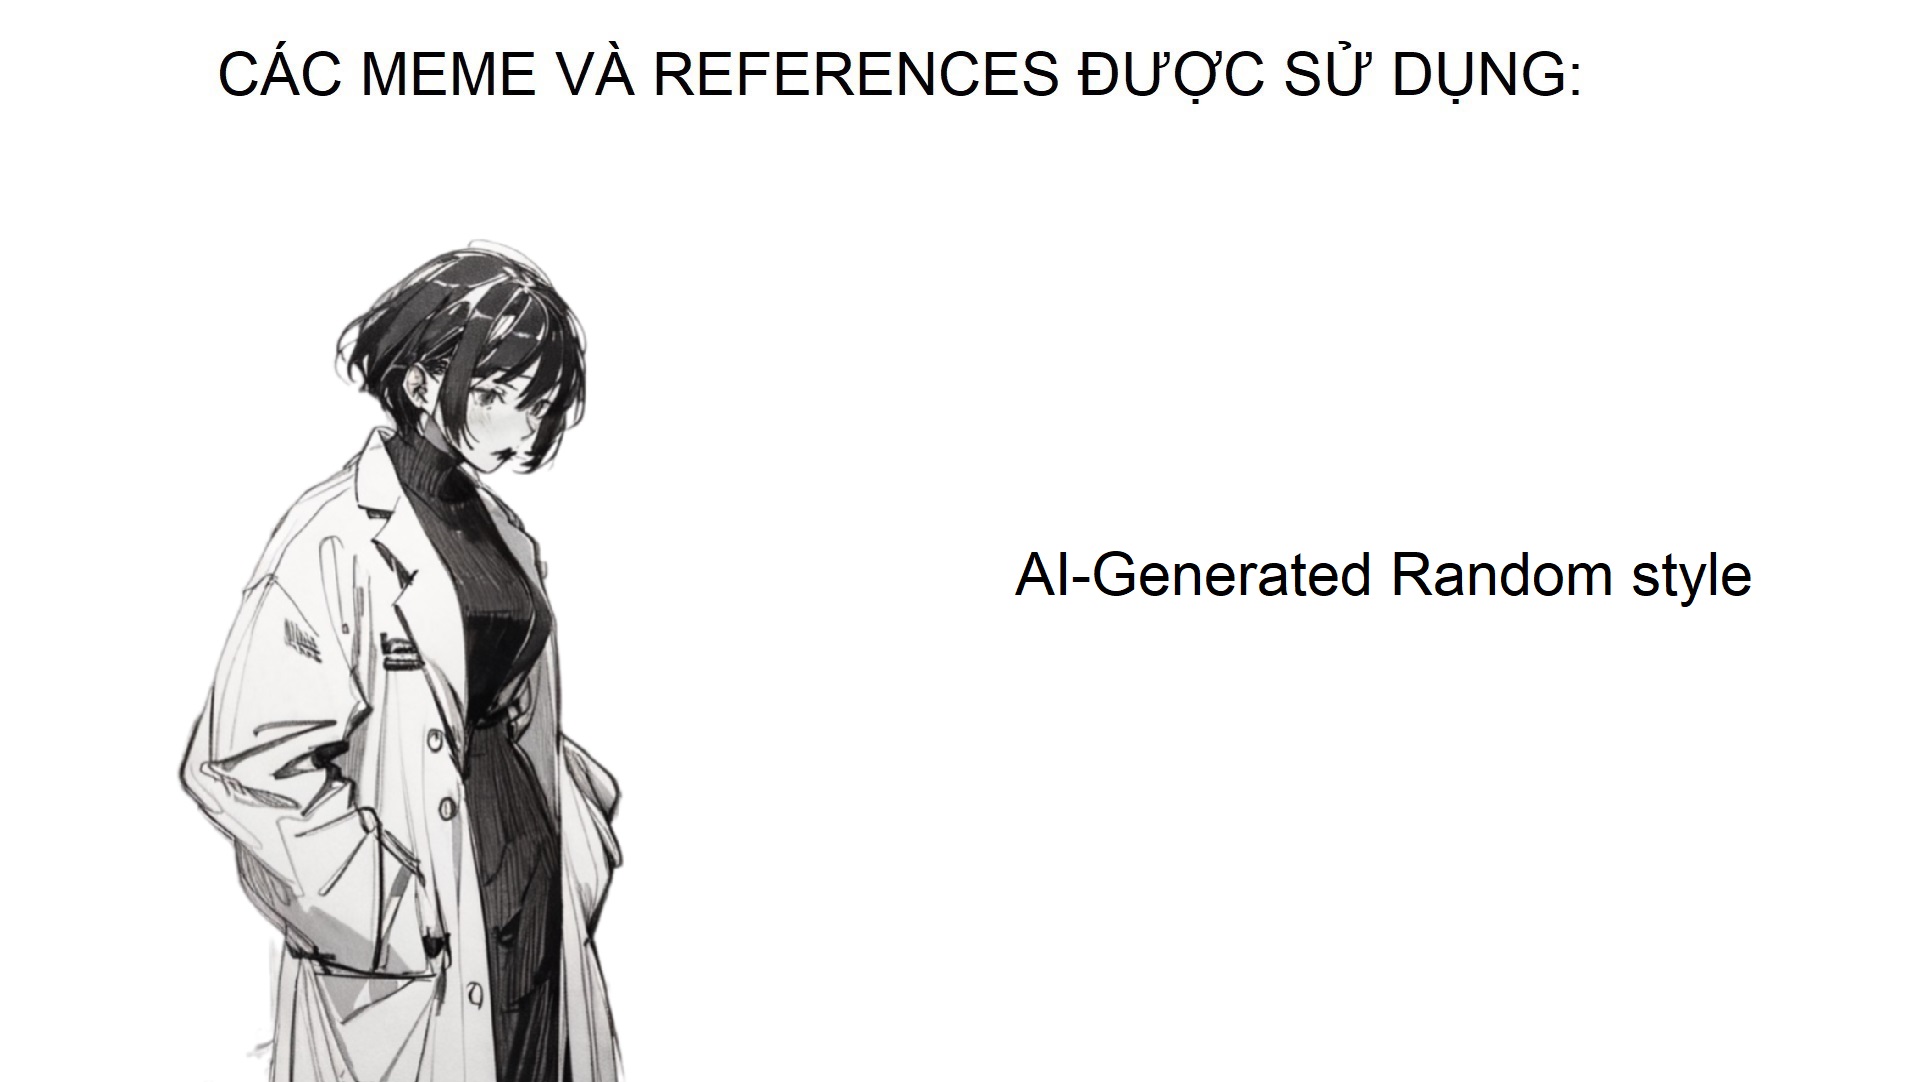 CÁC MEME VÀ REFERENCES ĐƯỢC SỬ DỤNG:
AI-Generated Random style